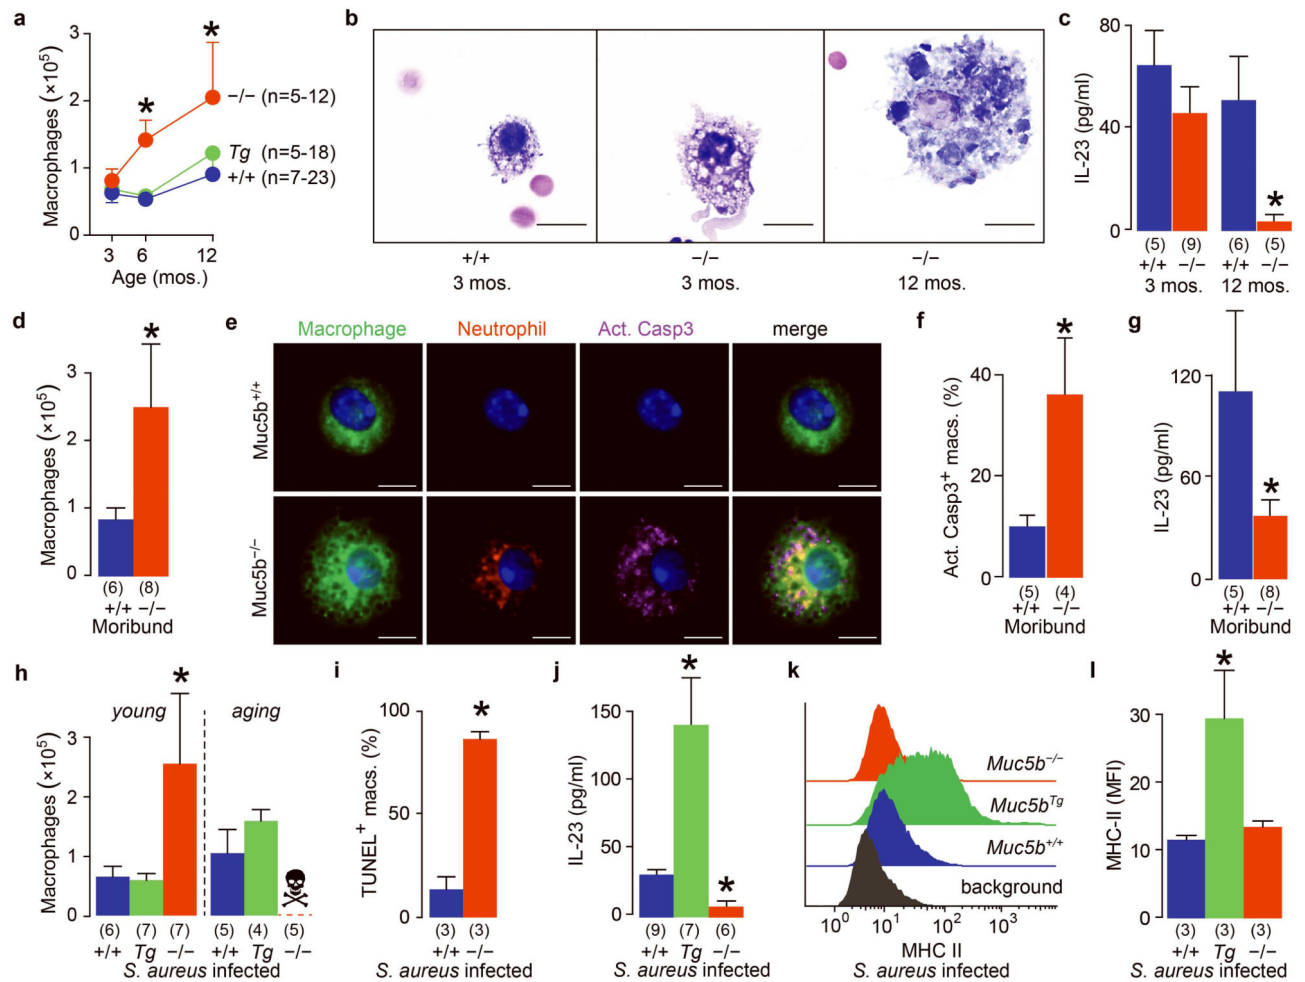 a
Macrophages (×10⁵)
3
2
1
0
*
*
−/− (n=5-12)
Tg (n=5-18)
+/+ (n=7-23)
3 6 12
Age (mos.)
b
+/+ −/− −/−
3 mos. 3 mos. 12 mos.
c
IL-23 (pg/ml)
80
40
0
*
(5) (9) (6) (5)
+/+ −/− +/+ −/−
3 mos. 12 mos.
d
Macrophages (×10⁵)
3
2
1
0
*
(6) (8)
+/+ −/−
Moribund
e
Macrophage Neutrophil Act. Casp3 merge
Muc5b⁺/⁺
Muc5b⁻/⁻
f
Act. Casp3⁺ macs. (%)
40
20
0
*
(5) (4)
+/+ −/−
Moribund
g
IL-23 (pg/ml)
120
60
0
*
(5) (8)
+/+ −/−
Moribund
h
Macrophages (×10⁵)
3
2
1
0
young aging
*
(6) (7) (7) (5) (4) (5)
+/+ Tg −/− +/+ Tg −/−
S. aureus infected
i
TUNEL⁺ macs. (%)
100
50
0
*
(3) (3)
+/+ −/−
S. aureus infected
j
IL-23 (pg/ml)
150
100
50
0
*
*
(9) (7) (6)
+/+ Tg −/−
S. aureus infected
k
Muc5b⁻/⁻
Muc5bᵀᵍ
Muc5b⁺/⁺
background
10⁰ 10¹ 10² 10³
MHC II
S. aureus infected
l
MHC-II (MFI)
30
20
10
0
*
(3) (3) (3)
+/+ Tg −/−
S. aureus infected